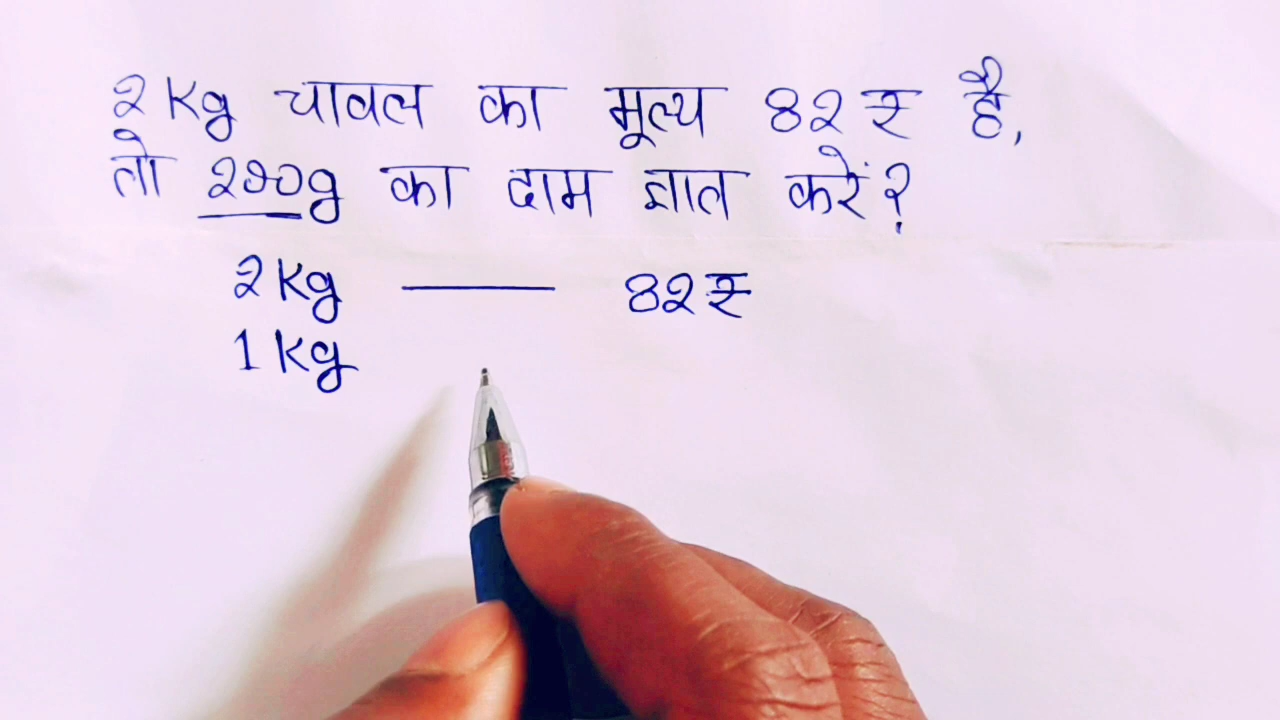 2 Kg चावल का मूल्य 82 ₹ है,
तो 200g का दाम ज्ञात करें?
2 Kg —— 82 ₹
1 Kg